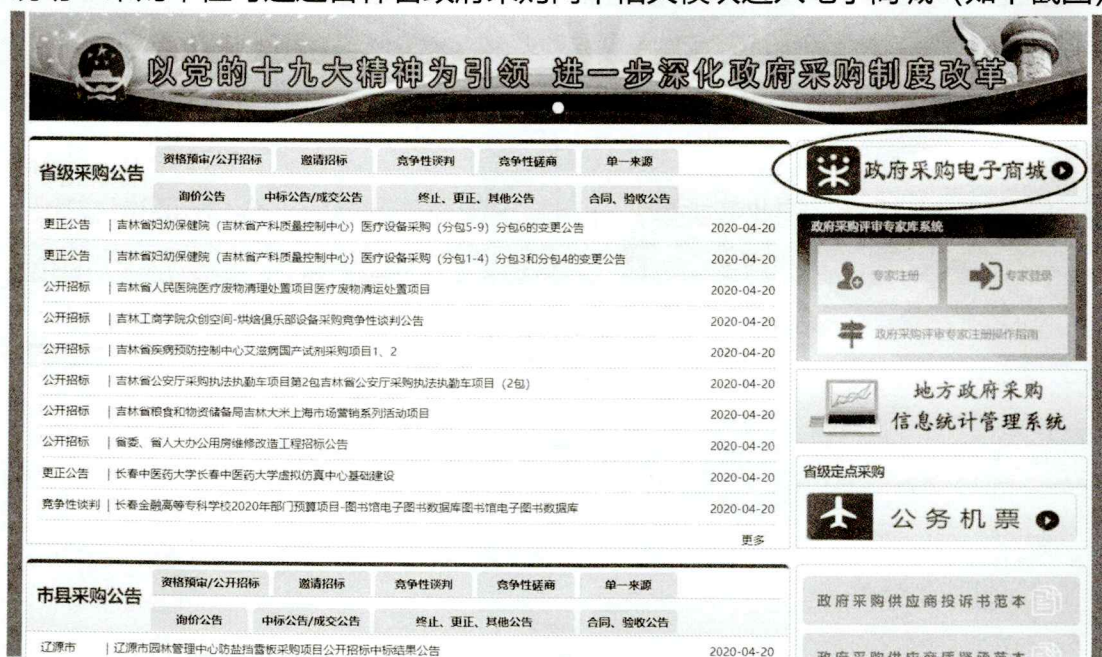 以党的十九大精神为引领 进一步深化政府采购制度改革
省级采购公告
资格预审/公开招标 邀请招标 竞争性谈判 竞争性磋商 单一来源
询价公告 中标公告/成交公告 终止、更正、其他公告 合同、验收公告
更正公告 | 吉林省妇幼保健院（吉林省产科质量控制中心）医疗设备采购（分包5-9）分包6的变更公告 2020-04-20
更正公告 | 吉林省妇幼保健院（吉林省产科质量控制中心）医疗设备采购（分包1-4）分包3和分包4的变更公告 2020-04-20
公开招标 | 吉林省人民医院医疗废物清理处置项目医疗废物清运处置项目 2020-04-20
公开招标 | 吉林工商学院众创空间-烘焙俱乐部设备采购竞争性谈判公告 2020-04-20
公开招标 | 吉林省疾病预防控制中心艾滋病国产试剂采购项目1、2 2020-04-20
公开招标 | 吉林省公安厅采购执法执勤车项目第2包吉林省公安厅采购执法执勤车项目（2包) 2020-04-20
公开招标 | 吉林省粮食和物资储备局吉林大米上海市场营销系列活动项目 2020-04-20
公开招标 | 省委、省人大办公用房维修改造工程招标公告 2020-04-20
更正公告 | 长春中医药大学长春中医药大学虚拟仿真中心基础建设 2020-04-20
竞争性谈判 | 长春金融高等专科学校2020年部门预算项目-图书馆电子图书数据库图书馆电子图书数据库 2020-04-20
更多
政府采购电子商城
政府采购评审专家库系统
专家注册 专家登录
政府采购评审专家注册操作指南
地方政府采购
信息统计管理系统
省级定点采购
公务机票
市县采购公告
资格预审/公开招标 邀请招标 竞争性谈判 竞争性磋商 单一来源
询价公告 中标公告/成交公告 终止、更正、其他公告 合同、验收公告
辽源市 | 辽源市园林管理中心防盐挡雪板采购项目公开招标中标结果公告 2020-04-20
政府采购供应商投诉书范本